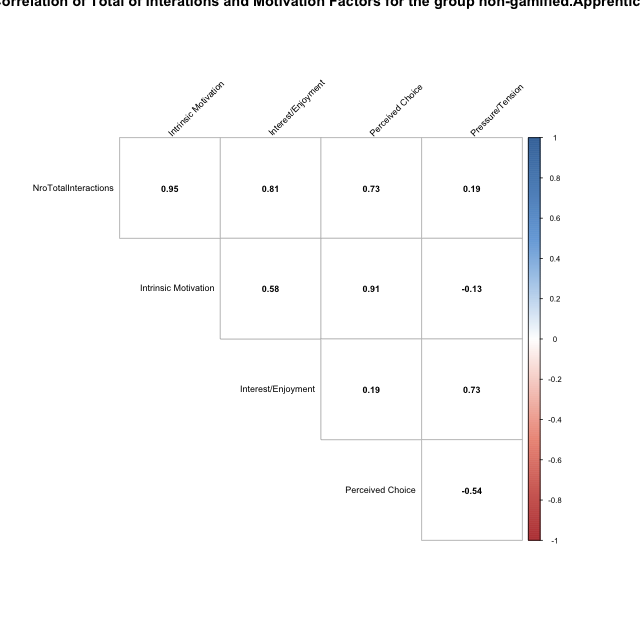 Correlation of Total of Interations and Motivation Factors for the group non-gamified.Apprentic
Intrinsic Motivation Interest/Enjoyment Perceived Choice Pressure/Tension
NroTotalInteractions 0.95 0.81 0.73 0.19
Intrinsic Motivation 0.58 0.91 -0.13
Interest/Enjoyment 0.19 0.73
Perceived Choice -0.54
1
0.8
0.6
0.4
0.2
0
-0.2
-0.4
-0.6
-0.8
-1